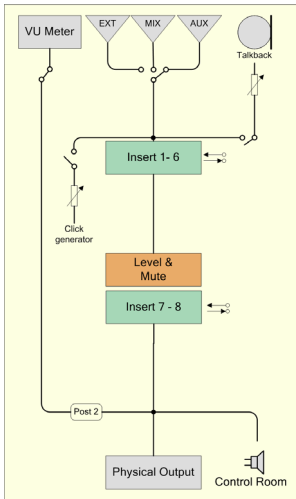 VU Meter
EXT
MIX
AUX
Talkback
Insert 1- 6
Click
generator
Level &
Mute
Insert 7 - 8
Post 2
Physical Output
Control Room